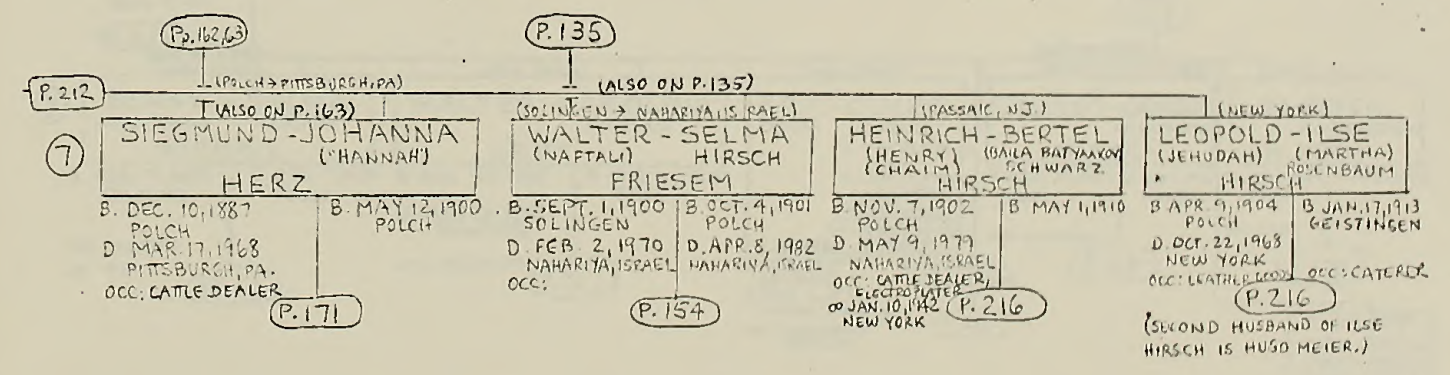 Pp. 162,63
P. 135
P. 212
(POLCH → PITTSBURGH, PA)
(ALSO ON P. 135)
(ALSO ON P. 163)
(SOLINGEN → NAHARIYA, ISRAEL)
(PASSAIC, N.J.)
(NEW YORK)
7
SIEGMUND - JOHANNA
("HANNAH")
HERZ
B. DEC. 10, 1887
POLCH
D MAR. 17, 1968
PITTSBURGH, PA.
OCC: CATTLE DEALER
B. MAY 12, 1900
POLCH
P. 171
WALTER - SELMA
(NAFTALI) HIRSCH
FRIESEM
B. SEPT. 1, 1900
SOLINGEN
D. FEB. 2, 1970
NAHARIYA, ISRAEL
OCC:
B. OCT. 4, 1901
POLCH
D. APR. 8, 1982
NAHARIYA, ISRAEL
P. 154
HEINRICH - BERTEL
(HENRY) (BAILA BATYAAKOV
(CHAIM) SCHWARZ
HIRSCH
B. NOV. 7, 1902
POLCH
D. MAY 9, 1979
NAHARIYA, ISRAEL
OCC: CATTLE DEALER,
ELECTROPLATER
∞ JAN. 10, 1942
NEW YORK
B MAY 1, 1910
P. 216
LEOPOLD - ILSE
(JEHUDAH) (MARTHA)
ROSENBAUM
HIRSCH
B APR. 9, 1904
POLCH
D. OCT. 22, 1968
NEW YORK
OCC: LEATHER GOODS
B JAN. 17, 1913
GEISTINGEN
OCC: CATERER
P. 216
(SECOND HUSBAND OF ILSE
HIRSCH IS HUGO MEIER.)